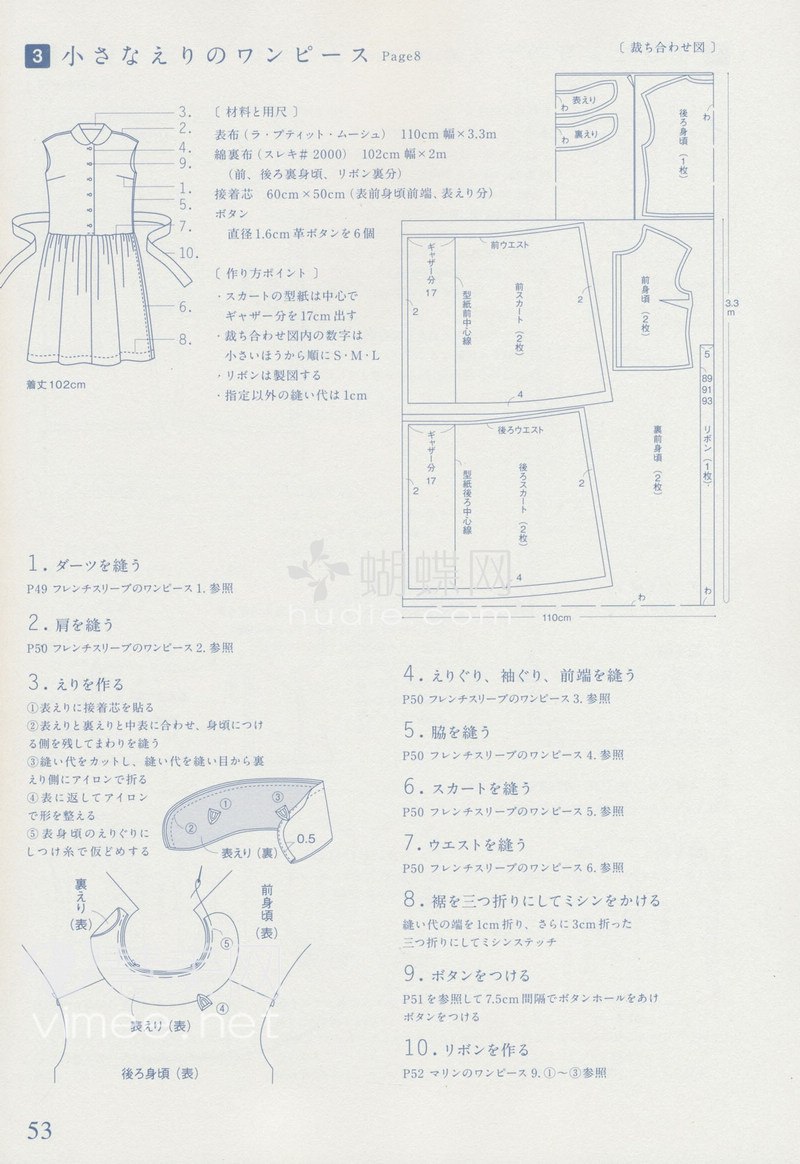 3 小さなえりのワンピース Page8
〔 裁ち合わせ図 〕
3.
2.
4.
9.
1.
5.
7.
10.
6.
8.
着丈102cm
〔 材料と用尺 〕
表布(ラ・プティット・ムーシュ) 110cm 幅×3.3m
綿裏布(スレキ# 2000) 102cm 幅×2m
(前、後ろ裏身頃、リボン裏分)
接着芯 60cm×50cm(表前身頃前端、表えり分)
ボタン
直径1.6cm革ボタンを6個
〔 作り方ポイント 〕
・スカートの型紙は中心で
ギャザー分を17cm出す
・裁ち合わせ図内の数字は
小さいほうから順にS・M・L
・リボンは製図する
・指定以外の縫い代は1cm
表えり
わ
裏えり
わ
後ろ身頃(1枚)
わ
前ウエスト
ギャザー分
17
2
型紙前中心線
前スカート(2枚)
2
4
前身頃(2枚)
3.3
m
5
89
91
93
リボン(1枚)
わ
裏前身頃(2枚)
後ろウエスト
ギャザー分
17
2
型紙後ろ中心線
後ろスカート(2枚)
2
4
わ
110cm
蝴蝶网
hudie.com
1. ダーツを縫う
P49 フレンチスリーブのワンピース1. 参照
2. 肩を縫う
P50 フレンチスリーブのワンピース2. 参照
3. えりを作る
①表えりに接着芯を貼る
②表えりと裏えりと中表に合わせ、身頃につけ
る側を残してまわりを縫う
③縫い代をカットし、縫い代を縫い目から裏
えり側にアイロンで折る
④表に返してアイロン
で形を整える
⑤表身頃のえりぐりに
しつけ糸で仮どめする
①
②
③
0.5
表えり(裏)
裏えり(表)
前身頃(表)
⑤
④
表えり(表)
後ろ身頃(表)
vimeo.net
4. えりぐり、袖ぐり、前端を縫う
P50 フレンチスリーブのワンピース3. 参照
5. 脇を縫う
P50 フレンチスリーブのワンピース4. 参照
6. スカートを縫う
P50 フレンチスリーブのワンピース5. 参照
7. ウエストを縫う
P50 フレンチスリーブのワンピース6. 参照
8. 裾を三つ折りにしてミシンをかける
縫い代の端を1cm折り、さらに3cm折った
三つ折りにしてミシンステッチ
9. ボタンをつける
P51を参照して7.5cm間隔でボタンホールをあけ
ボタンをつける
10. リボンを作る
P52 マリンのワンピース9. ①〜③参照
53